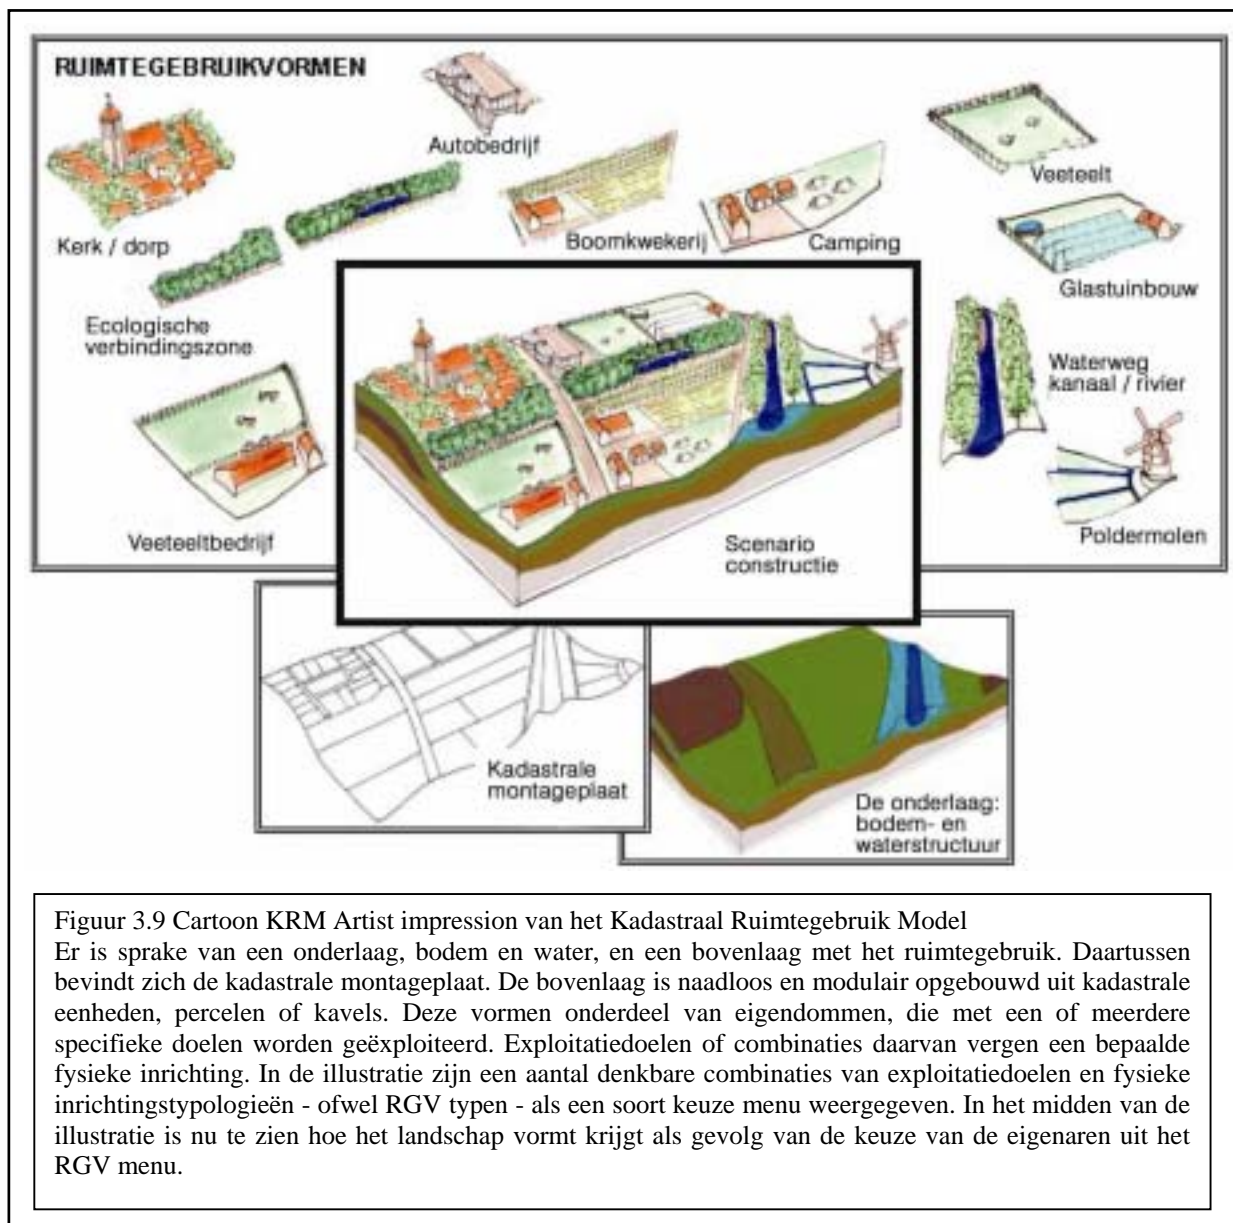 RUIMTEGEBRUIKVORMEN
Autobedrijf
Veeteelt
Kerk / dorp
Boomkwekerij
Camping
Glastuinbouw
Ecologische
verbindingszone
Waterweg
kanaal / rivier
Veeteeltbedrijf
Scenario
constructie
Poldermolen
Kadastrale
montageplaat
De onderlaag:
bodem- en
waterstructuur
Figuur 3.9 Cartoon KRM Artist impression van het Kadastraal Ruimtegebruik Model
Er is sprake van een onderlaag, bodem en water, en een bovenlaag met het ruimtegebruik. Daartussen
bevindt zich de kadastrale montageplaat. De bovenlaag is naadloos en modulair opgebouwd uit kadastrale
eenheden, percelen of kavels. Deze vormen onderdeel van eigendommen, die met een of meerdere
specifieke doelen worden geëxploiteerd. Exploitatiedoelen of combinaties daarvan vergen een bepaalde
fysieke inrichting. In de illustratie zijn een aantal denkbare combinaties van exploitatiedoelen en fysieke
inrichtingstypologieën - ofwel RGV typen - als een soort keuze menu weergegeven. In het midden van de
illustratie is nu te zien hoe het landschap vormt krijgt als gevolg van de keuze van de eigenaren uit het
RGV menu.